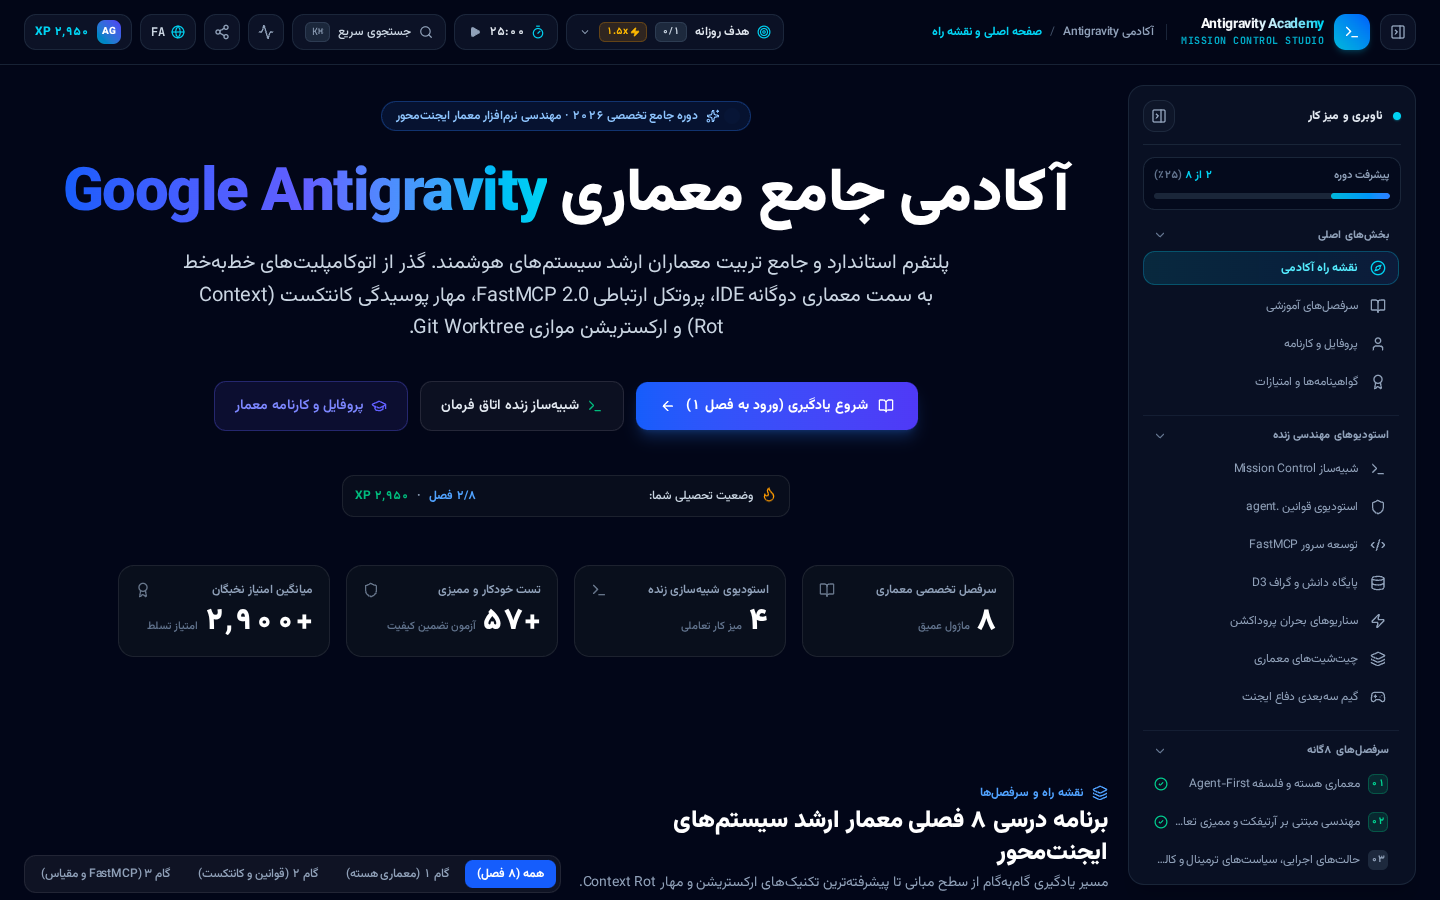 Antigravity Academy
MISSION CONTROL STUDIO
آکادمی Antigravity / صفحه اصلی و نقشه راه
هدف روزانه ۰/۱ ۱.۵x
۲۵:۰۰
جستجوی سریع ⌘K
FA
AG ۲,۹۵۰ XP
ناوبری و میز کار
پیشرفت دوره ۲ از ۸ (۲۵٪)
بخش‌های اصلی
نقشه راه آکادمی
سرفصل‌های آموزشی
پروفایل و کارنامه
گواهینامه‌ها و امتیازات
استودیوهای مهندسی زنده
شبیه‌ساز Mission Control
استودیوی قوانین .agent
توسعه سرور FastMCP
پایگاه دانش و گراف D3
سناریوهای بحران پروداکشن
چیت‌شیت‌های معماری
گیم سه‌بعدی دفاع ایجنت
سرفصل‌های ۸گانه
۰۱ معماری هسته و فلسفه Agent-First
۰۲ مهندسی مبتنی بر آرتیفکت و ممیزی تعا...
۰۳ حالت‌های اجرایی، سیاست‌های ترمینال و کال...
دوره جامع تخصصی ۲۰۲۶ · مهندسی نرم‌افزار معمار ایجنت‌محور
آکادمی جامع معماری Google Antigravity
پلتفرم استاندارد و جامع تربیت معماران ارشد سیستم‌های هوشمند. گذر از اتوکامپلیت‌های خط‌به‌خط
به سمت معماری دوگانه IDE، پروتکل ارتباطی FastMCP 2.0، مهار پوسیدگی کانتکست (Context
Rot) و ارکستریشن موازی Git Worktree.
شروع یادگیری (ورود به فصل ۱)
شبیه‌ساز زنده اتاق فرمان
پروفایل و کارنامه معمار
وضعیت تحصیلی شما: ۲/۸ فصل · ۲,۹۵۰ XP
سرفصل تخصصی معماری
۸ ماژول عمیق
استودیوی شبیه‌سازی زنده
۴ میز کار تعاملی
تست خودکار و ممیزی
۵۷+ آزمون تضمین کیفیت
میانگین امتیاز نخبگان
۲,۹۰۰+ امتیاز تسلط
نقشه راه و سرفصل‌ها
برنامه درسی ۸ فصلی معمار ارشد سیستم‌های
ایجنت‌محور
مسیر یادگیری گام‌به‌گام از سطح مبانی تا پیشرفته‌ترین تکنیک‌های ارکستریشن و مهار Context Rot.
همه (۸ فصل)
گام ۱ (معماری هسته)
گام ۲ (قوانین و کانتکست)
گام ۳ (FastMCP و مقیاس)